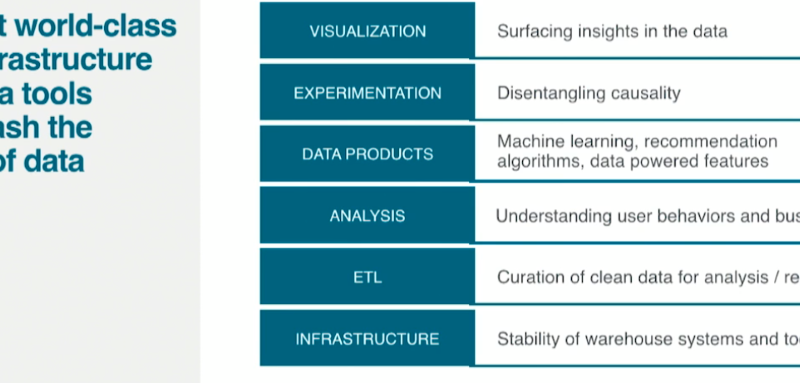 t world-class
rastructure
a tools
ash the
of data
VISUALIZATION
Surfacing insights in the data
EXPERIMENTATION
Disentangling causality
DATA PRODUCTS
Machine learning, recommendation
algorithms, data powered features
ANALYSIS
Understanding user behaviors and bus
ETL
Curation of clean data for analysis / re
INFRASTRUCTURE
Stability of warehouse systems and to